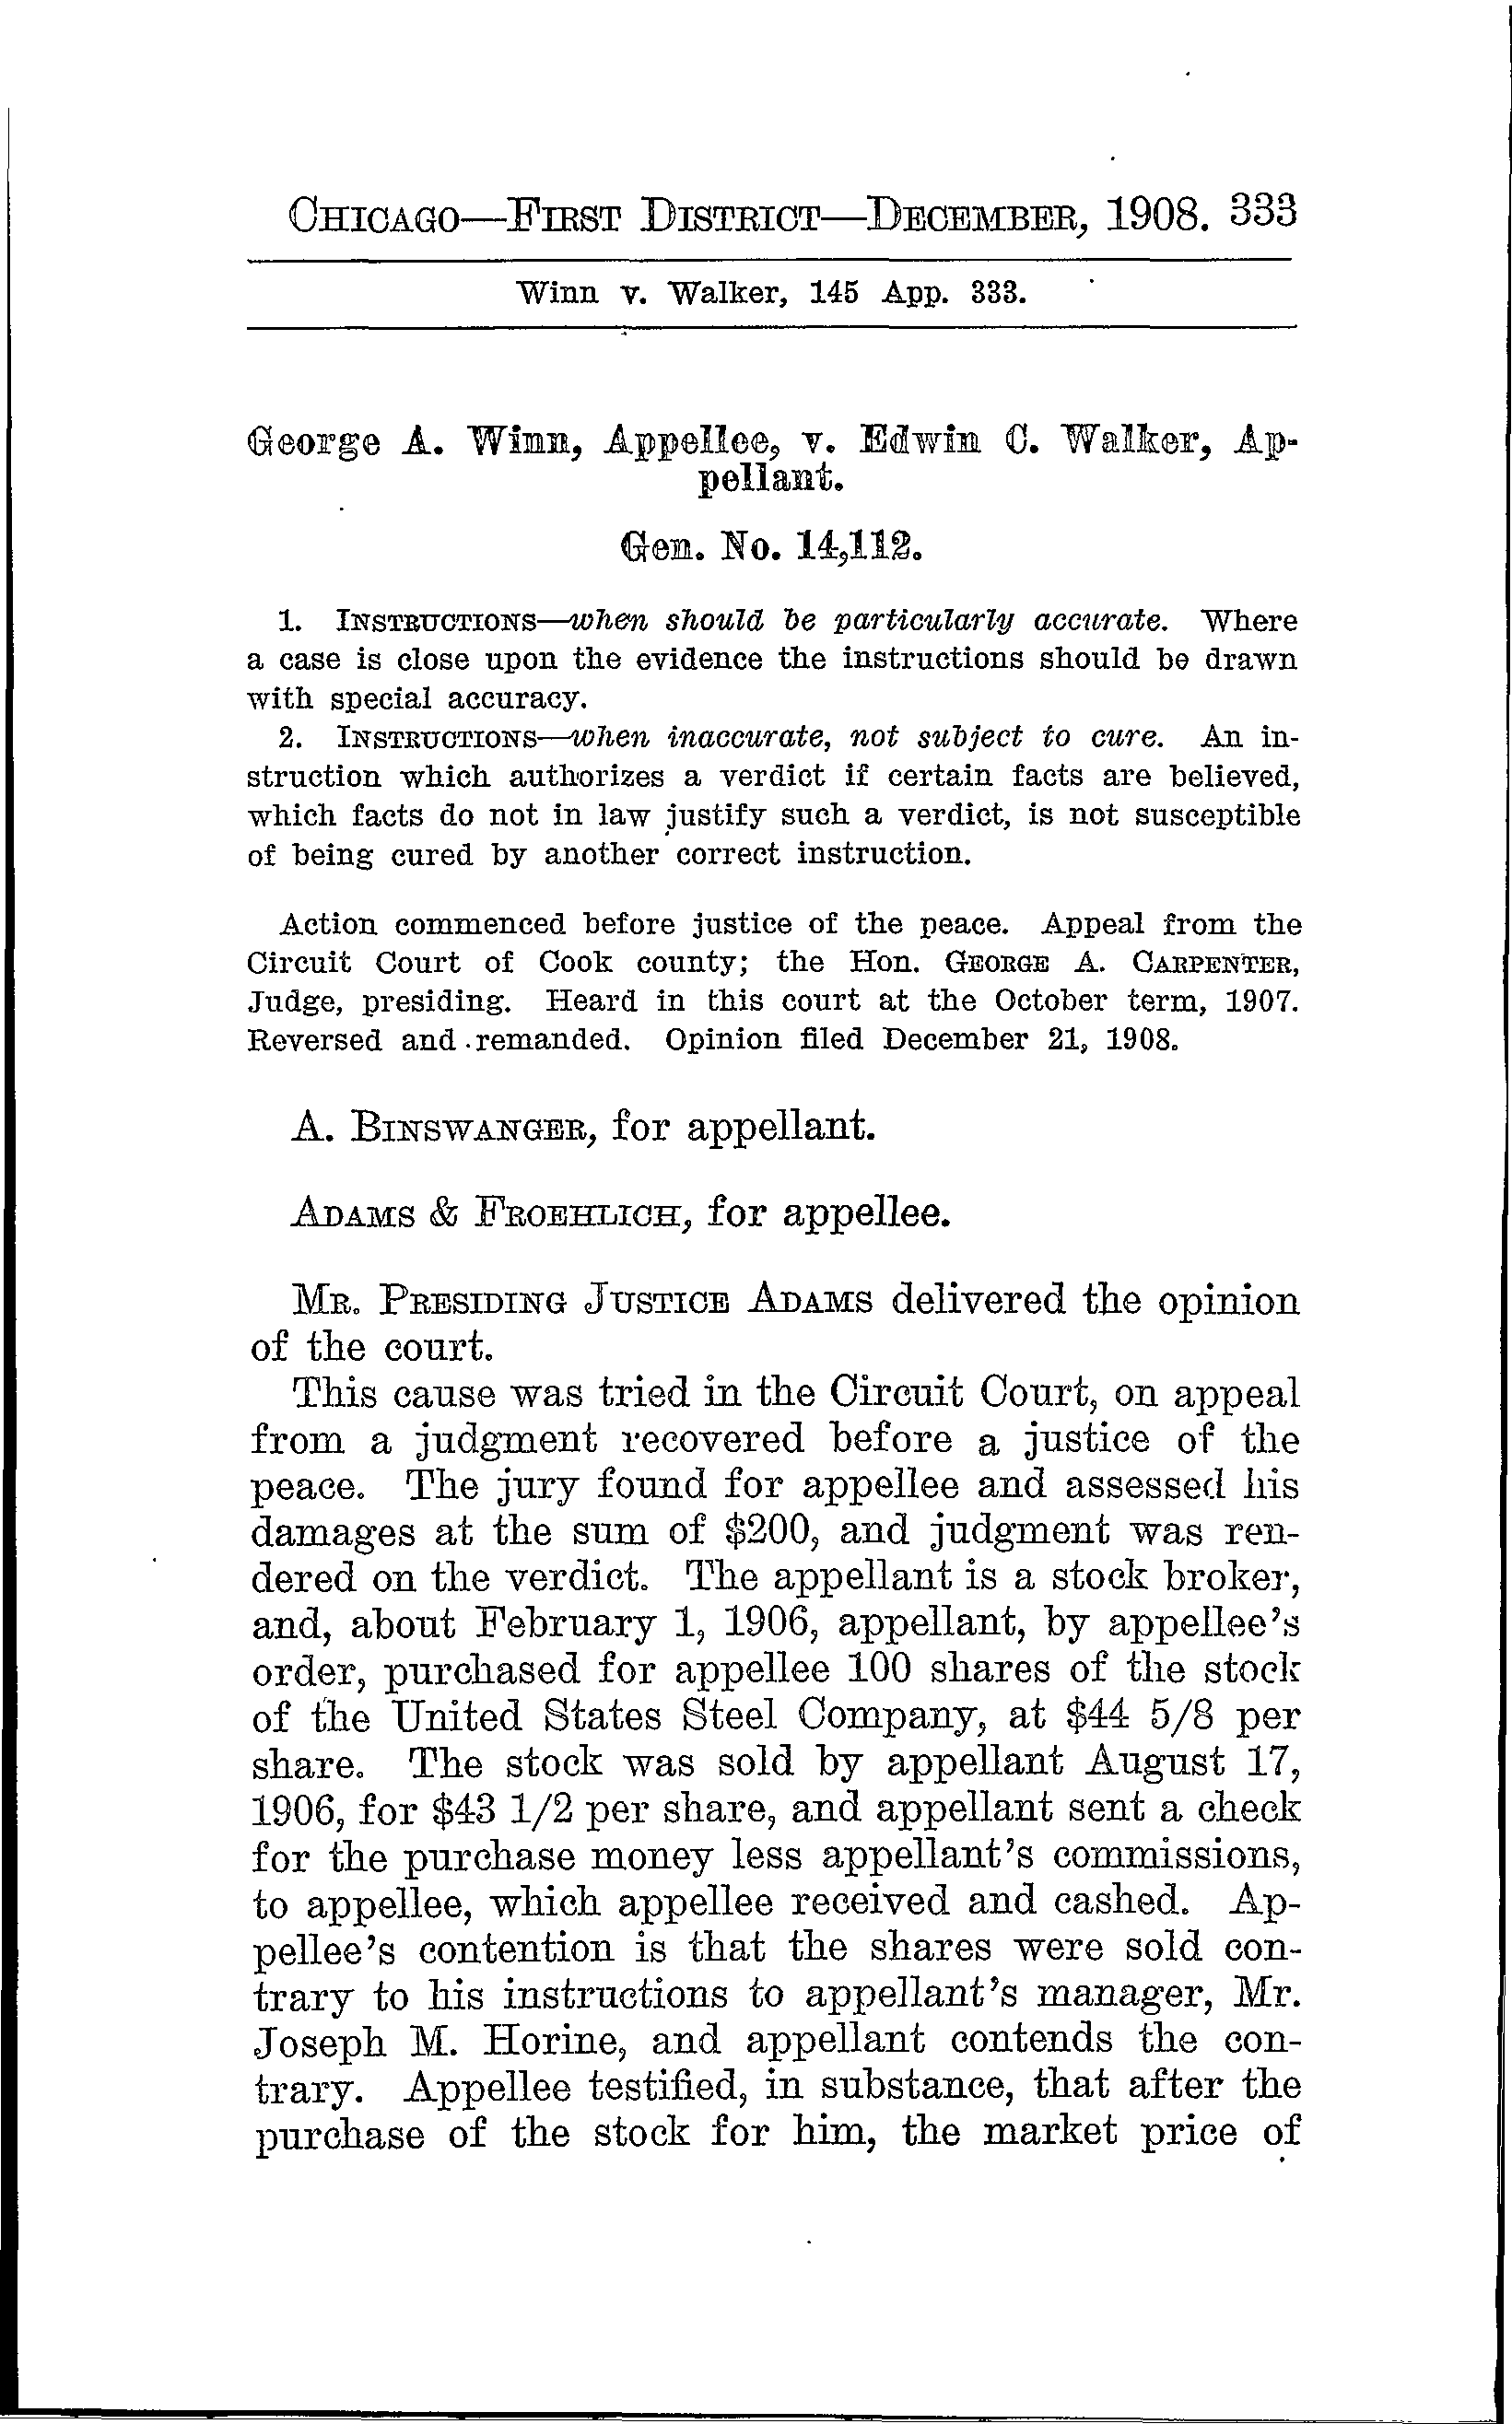 CHICAGO—FIRST DISTRICT—DECEMBER, 1908. 333
Winn v. Walker, 145 App. 333.
George A. Winn, Appellee, v. Edwin C. Walker, Ap-
pellant.
Gen. No. 14,112.
1. INSTRUCTIONS—when should be particularly accurate. Where
a case is close upon the evidence the instructions should be drawn
with special accuracy.
2. INSTRUCTIONS—when inaccurate, not subject to cure. An in-
struction which authorizes a verdict if certain facts are believed,
which facts do not in law justify such a verdict, is not susceptible
of being cured by another correct instruction.
Action commenced before justice of the peace. Appeal from the
Circuit Court of Cook county; the Hon. GEORGE A. CARPENTER,
Judge, presiding. Heard in this court at the October term, 1907.
Reversed and remanded. Opinion filed December 21, 1908.
A. BINSWANGER, for appellant.
ADAMS & FROEHLICH, for appellee.
MR. PRESIDING JUSTICE ADAMS delivered the opinion
of the court.
This cause was tried in the Circuit Court, on appeal
from a judgment recovered before a justice of the
peace. The jury found for appellee and assessed his
damages at the sum of $200, and judgment was ren-
dered on the verdict. The appellant is a stock broker,
and, about February 1, 1906, appellant, by appellee's
order, purchased for appellee 100 shares of the stock
of the United States Steel Company, at $44 5/8 per
share. The stock was sold by appellant August 17,
1906, for $43 1/2 per share, and appellant sent a check
for the purchase money less appellant's commissions,
to appellee, which appellee received and cashed. Ap-
pellee's contention is that the shares were sold con-
trary to his instructions to appellant's manager, Mr.
Joseph M. Horine, and appellant contends the con-
trary. Appellee testified, in substance, that after the
purchase of the stock for him, the market price of